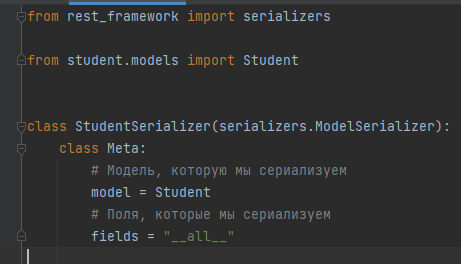 from rest_framework import serializers
from student.models import Student
class StudentSerializer(serializers.ModelSerializer):
class Meta:
# Модель, которую мы сериализуем
model = Student
# Поля, которые мы сериализуем
fields = "__all__"